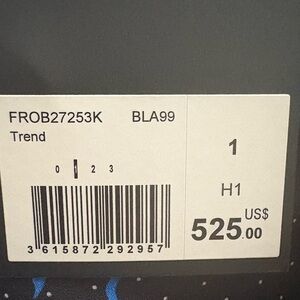 FROB27253K BLA99
Trend
0 1 2 3
3 615872 292957
1
H1
525.00 US$